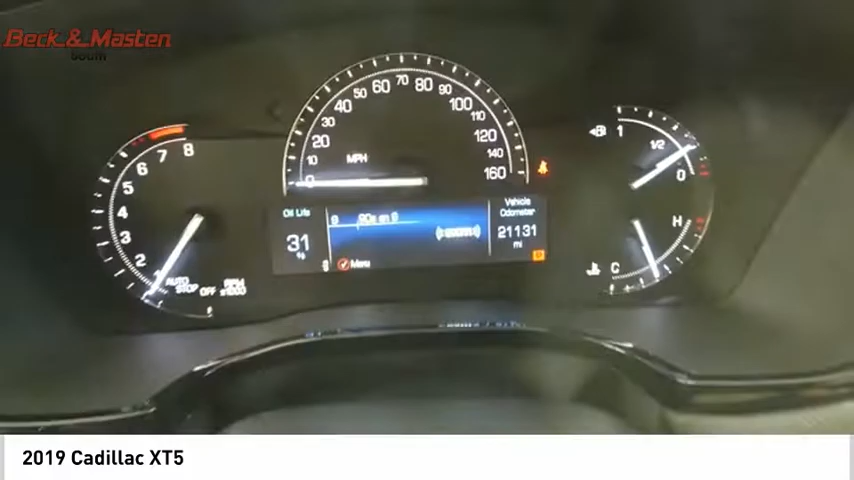 Beck & Masten
South
8
7
6
5
4
3
2
1
AUTO
STOP
OFF
RPM
x1000
0
10
20
30
40
50
60
70
80
90
100
110
120
140
160
MPH
Oil Life
31
%
Menu
Vehicle
Odometer
21131
mi
1
1/2
0
H
C
2019 Cadillac XT5